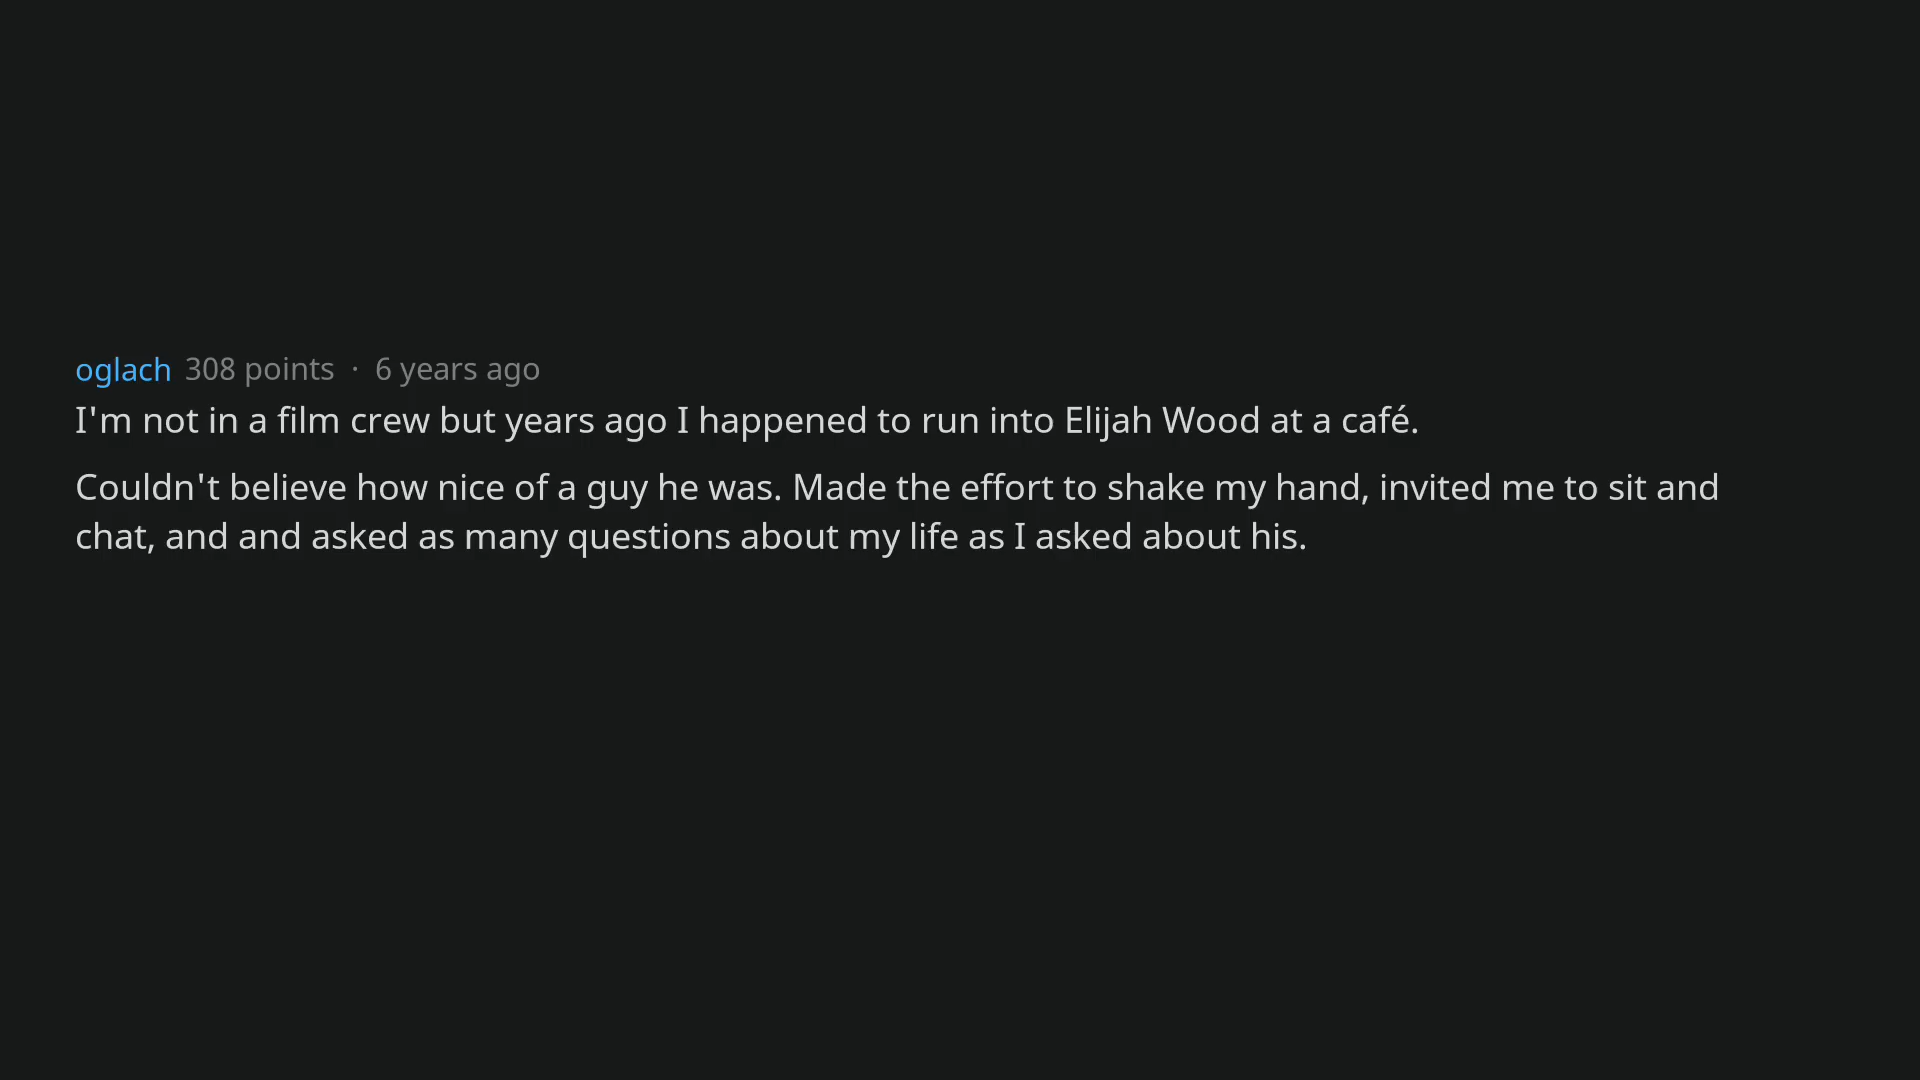 oglach 308 points · 6 years ago
I'm not in a film crew but years ago I happened to run into Elijah Wood at a café.
Couldn't believe how nice of a guy he was. Made the effort to shake my hand, invited me to sit and
chat, and and asked as many questions about my life as I asked about his.